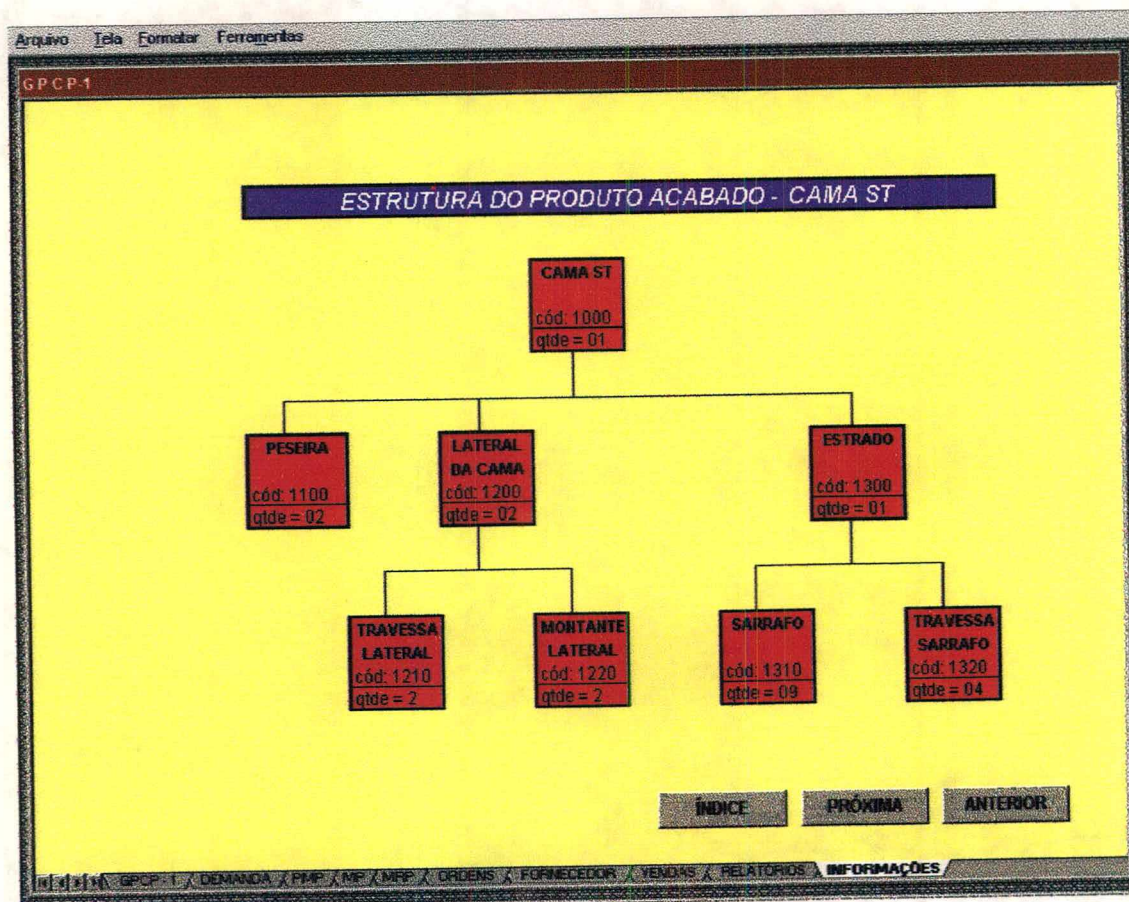 Arquivo Tela Formatar Ferramentas
GPCP-1
ESTRUTURA DO PRODUTO ACABADO - CAMA ST
CAMA ST
cód: 1000
qtde = 01
PESEIRA
cód: 1100
qtde = 02
LATERAL
DA CAMA
cód: 1200
qtde = 02
ESTRADO
cód: 1300
qtde = 01
TRAVESSA
LATERAL
cód: 1210
qtde = 2
MONTANTE
LATERAL
cód: 1220
qtde = 2
SARRAFO
cód: 1310
qtde = 09
TRAVESSA
SARRAFO
cód: 1320
qtde = 04
ÍNDICE PRÓXIMA ANTERIOR
GPCP - 1 DEMANDA PMP MP MRP ORDENS FORNECEDOR VENDAS RELATÓRIOS INFORMAÇÕES